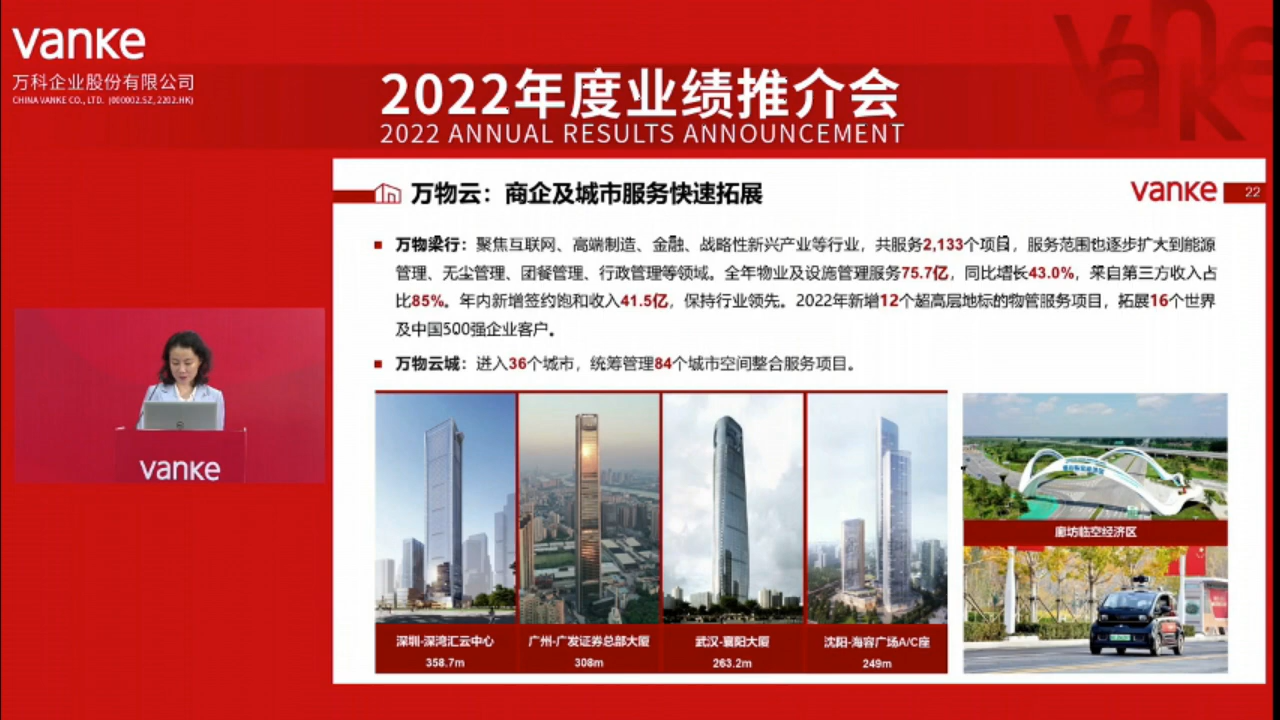 vanke
万科企业股份有限公司
CHINA VANKE CO., LTD. (000002.SZ, 2202.HK)
2022年度业绩推介会
2022 ANNUAL RESULTS ANNOUNCEMENT
万物云：商企及城市服务快速拓展
vanke
22
万物梁行：聚焦互联网、高端制造、金融、战略性新兴产业等行业，共服务2,133个项目，服务范围也逐步扩大到能源
管理、无尘管理、团餐管理、行政管理等领域。全年物业及设施管理服务75.7亿，同比增长43.0%，来自第三方收入占
比85%。年内新增签约饱和收入41.5亿，保持行业领先。2022年新增12个超高层地标的物管服务项目，拓展16个世界
及中国500强企业客户。
万物云城：进入36个城市，统筹管理84个城市空间整合服务项目。
深圳-深湾汇云中心
358.7m
广州-广发证券总部大厦
308m
武汉-襄阳大厦
263.2m
沈阳-海容广场A/C座
249m
廊坊临空经济区
vanke